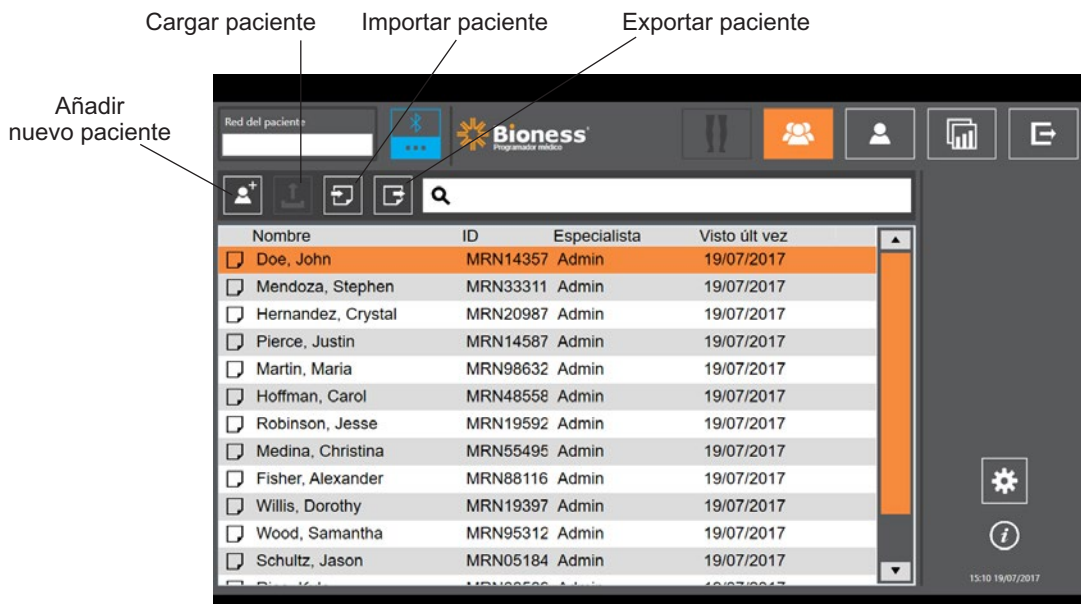 Cargar paciente Importar paciente Exportar paciente
Añadir
nuevo paciente
Red del paciente
Bioness
Programador médico
Nombre ID Especialista Visto últ vez
Doe, John MRN14357 Admin 19/07/2017
Mendoza, Stephen MRN33311 Admin 19/07/2017
Hernandez, Crystal MRN20987 Admin 19/07/2017
Pierce, Justin MRN14587 Admin 19/07/2017
Martin, Maria MRN98632 Admin 19/07/2017
Hoffman, Carol MRN48558 Admin 19/07/2017
Robinson, Jesse MRN19592 Admin 19/07/2017
Medina, Christina MRN55495 Admin 19/07/2017
Fisher, Alexander MRN88116 Admin 19/07/2017
Willis, Dorothy MRN19397 Admin 19/07/2017
Wood, Samantha MRN95312 Admin 19/07/2017
Schultz, Jason MRN05184 Admin 19/07/2017
15:10 19/07/2017